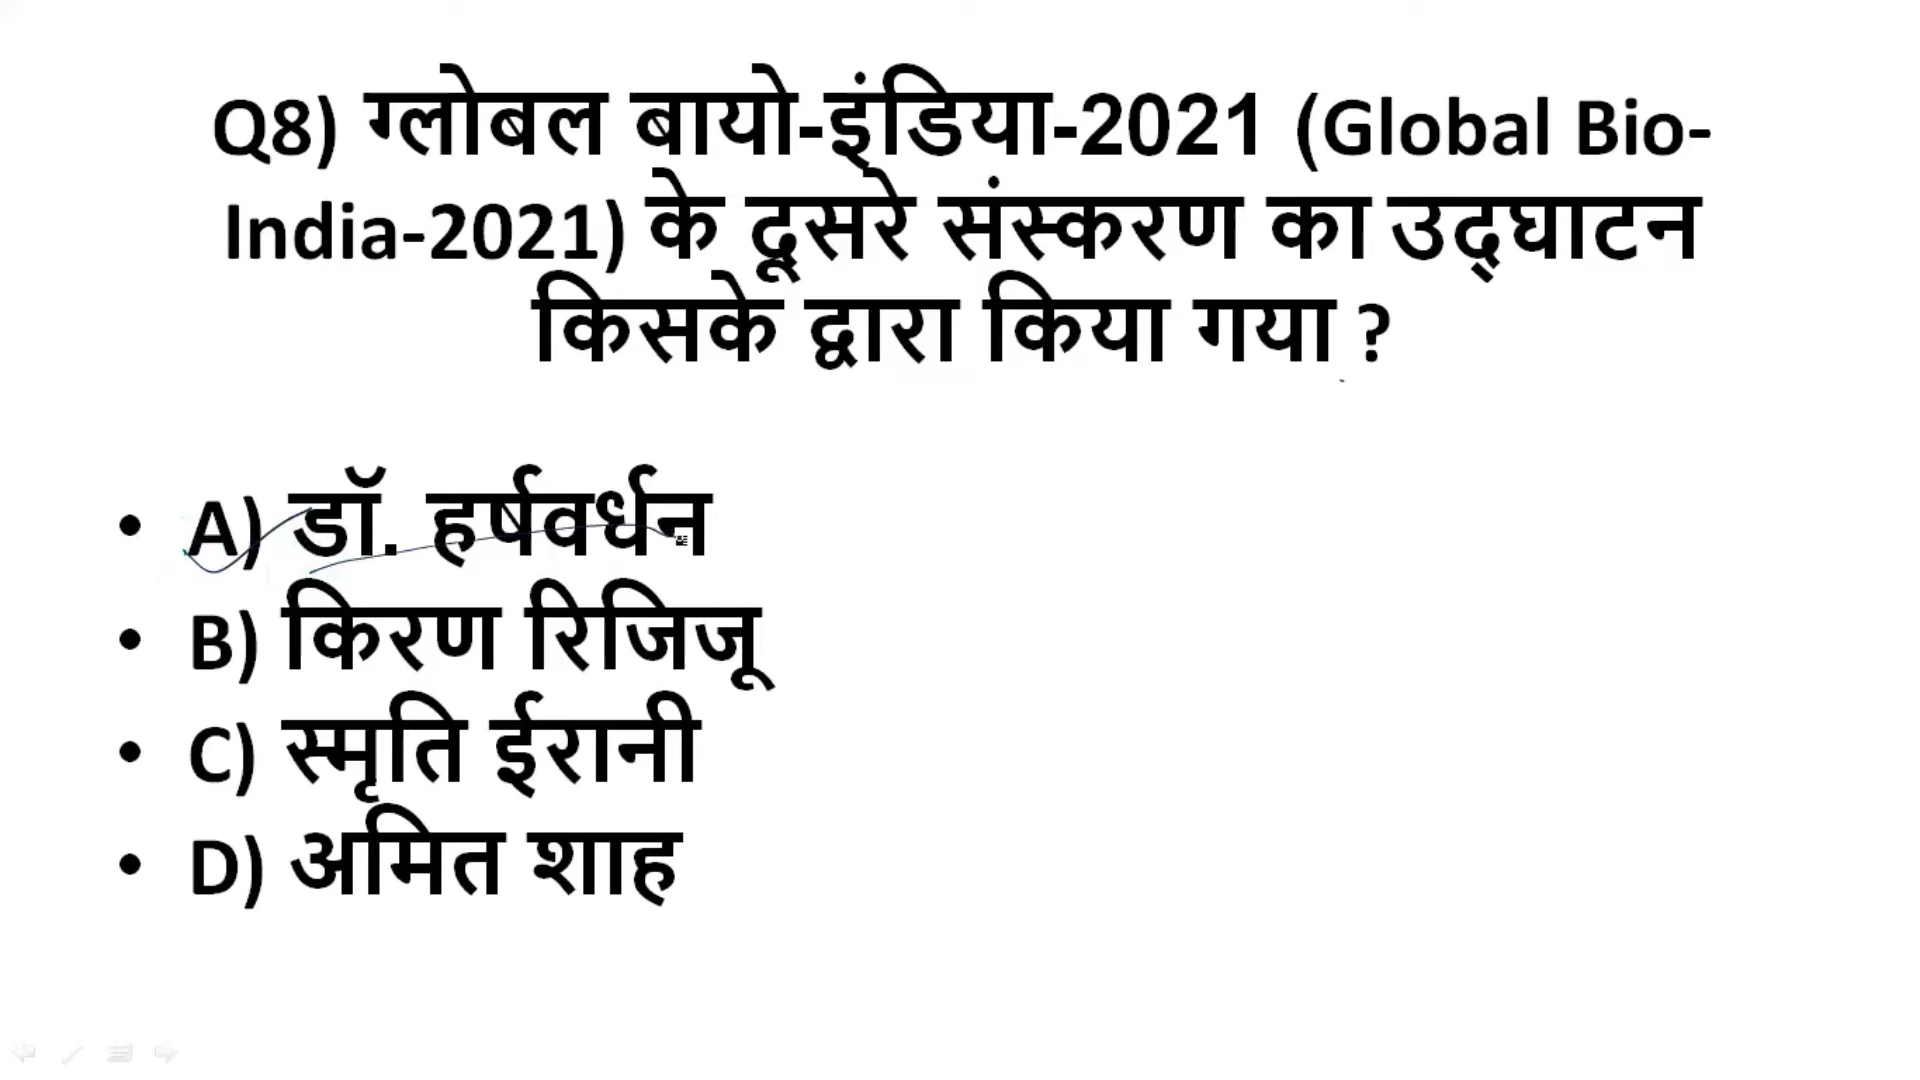 Q8) ग्लोबल बायो-इंडिया-2021 (Global Bio-
India-2021) के दूसरे संस्करण का उद्घाटन
किसके द्वारा किया गया ?
• A) डॉ. हर्षवर्धन
• B) किरण रिजिजू
• C) स्मृति ईरानी
• D) अमित शाह